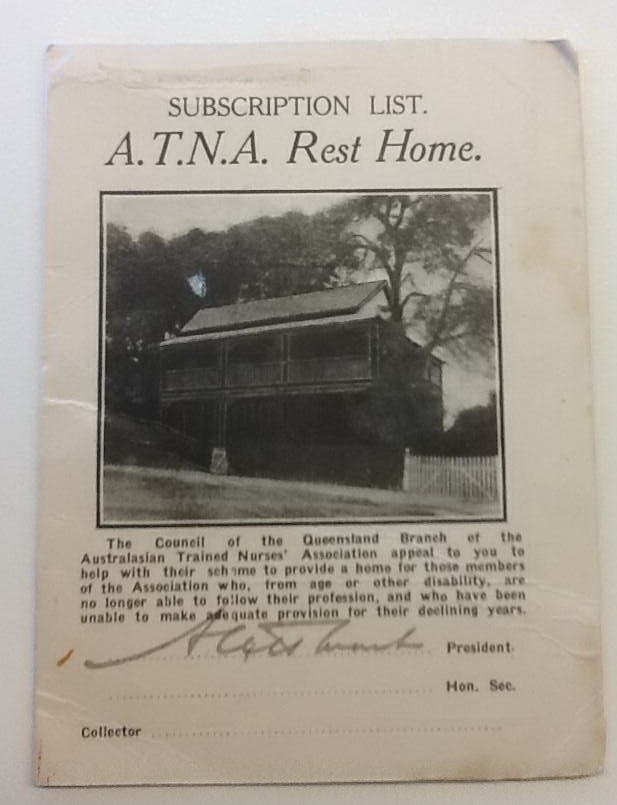 SUBSCRIPTION LIST.
A.T.N.A. Rest Home.
The Council of the Queensland Branch of the
Australasian Trained Nurses' Association appeal to you to
help with their scheme to provide a home for those members
of the Association who, from age or other disability, are
no longer able to follow their profession, and who have been
unable to make adequate provision for their declining years.
President.
Hon. Sec.
Collector